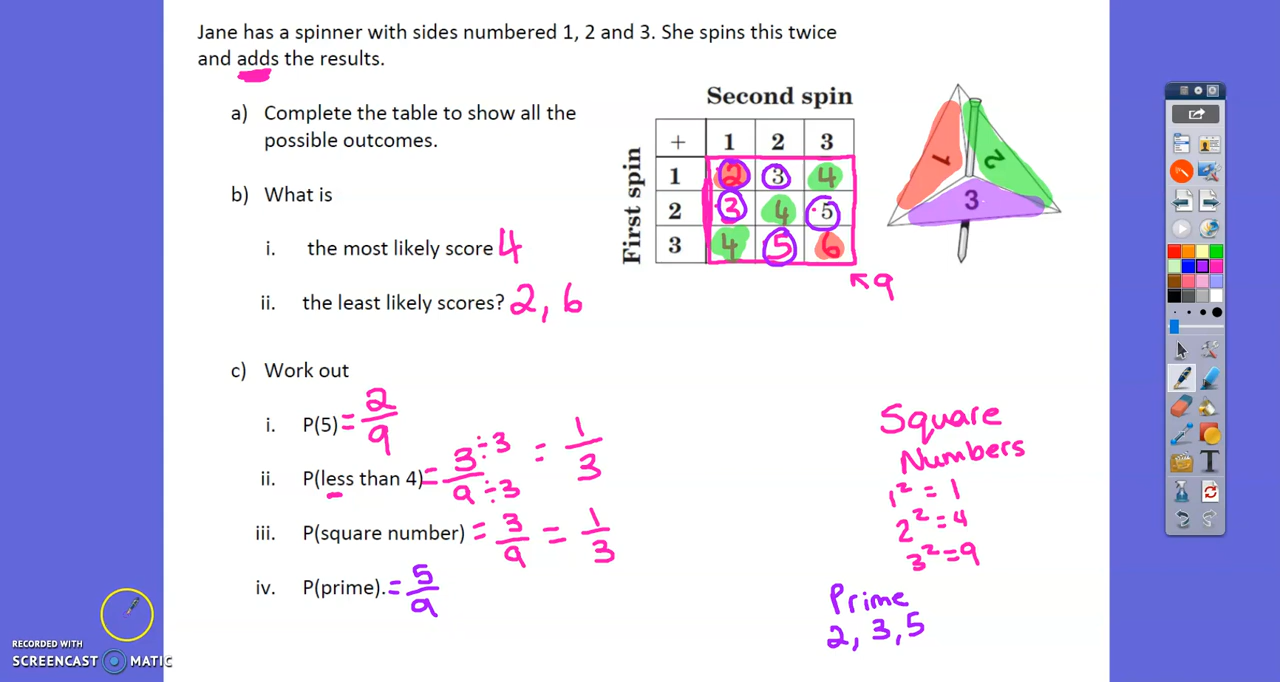 Jane has a spinner with sides numbered 1, 2 and 3. She spins this twice
and adds the results.
a) Complete the table to show all the
possible outcomes.
b) What is
i. the most likely score 4
ii. the least likely scores? 2, 6
Second spin
First spin
+ 1 2 3
1 2 3 4
2 3 4 5
3 4 5 6
9
1
2
3
c) Work out
i. P(5) = 2/9
ii. P(less than 4) = 3/9 ÷3 ÷3 = 1/3
iii. P(square number) = 3/9 = 1/3
iv. P(prime). = 5/9
Square
Numbers
1² = 1
2² = 4
3² = 9
Prime
2, 3, 5
RECORDED WITH
SCREENCAST MATIC
T